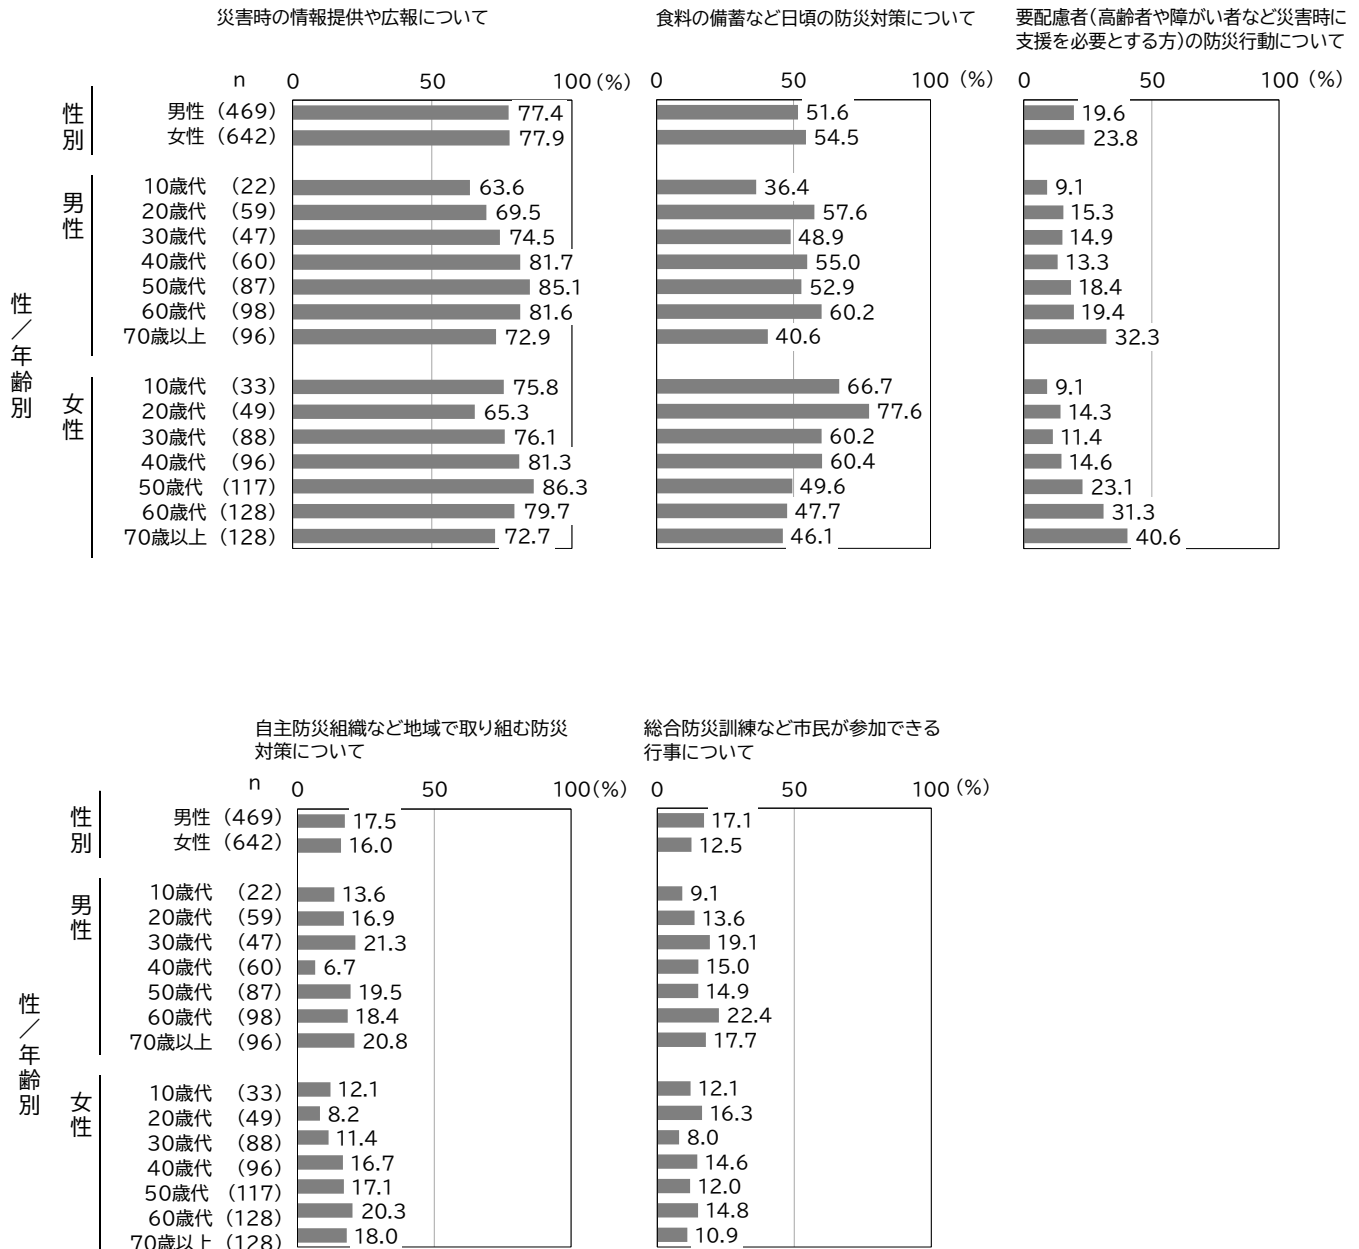 災害時の情報提供や広報について
食料の備蓄など日頃の防災対策について
要配慮者（高齢者や障がい者など災害時に
支援を必要とする方）の防災行動について
n 0 50 100（%） 0 50 100（%） 0 50 100（%）
性別
男性（469） 77.4 51.6 19.6
女性（642） 77.9 54.5 23.8
性／年齢別
男性
10歳代（22） 63.6 36.4 9.1
20歳代（59） 69.5 57.6 15.3
30歳代（47） 74.5 48.9 14.9
40歳代（60） 81.7 55.0 13.3
50歳代（87） 85.1 52.9 18.4
60歳代（98） 81.6 60.2 19.4
70歳以上（96） 72.9 40.6 32.3
女性
10歳代（33） 75.8 66.7 9.1
20歳代（49） 65.3 77.6 14.3
30歳代（88） 76.1 60.2 11.4
40歳代（96） 81.3 60.4 14.6
50歳代（117） 86.3 49.6 23.1
60歳代（128） 79.7 47.7 31.3
70歳以上（128） 72.7 46.1 40.6
自主防災組織など地域で取り組む防災
対策について
総合防災訓練など市民が参加できる
行事について
n 0 50 100（%） 0 50 100（%）
性別
男性（469） 17.5 17.1
女性（642） 16.0 12.5
性／年齢別
男性
10歳代（22） 13.6 9.1
20歳代（59） 16.9 13.6
30歳代（47） 21.3 19.1
40歳代（60） 6.7 15.0
50歳代（87） 19.5 14.9
60歳代（98） 18.4 22.4
70歳以上（96） 20.8 17.7
女性
10歳代（33） 12.1 12.1
20歳代（49） 8.2 16.3
30歳代（88） 11.4 8.0
40歳代（96） 16.7 14.6
50歳代（117） 17.1 12.0
60歳代（128） 20.3 14.8
70歳以上（128） 18.0 10.9